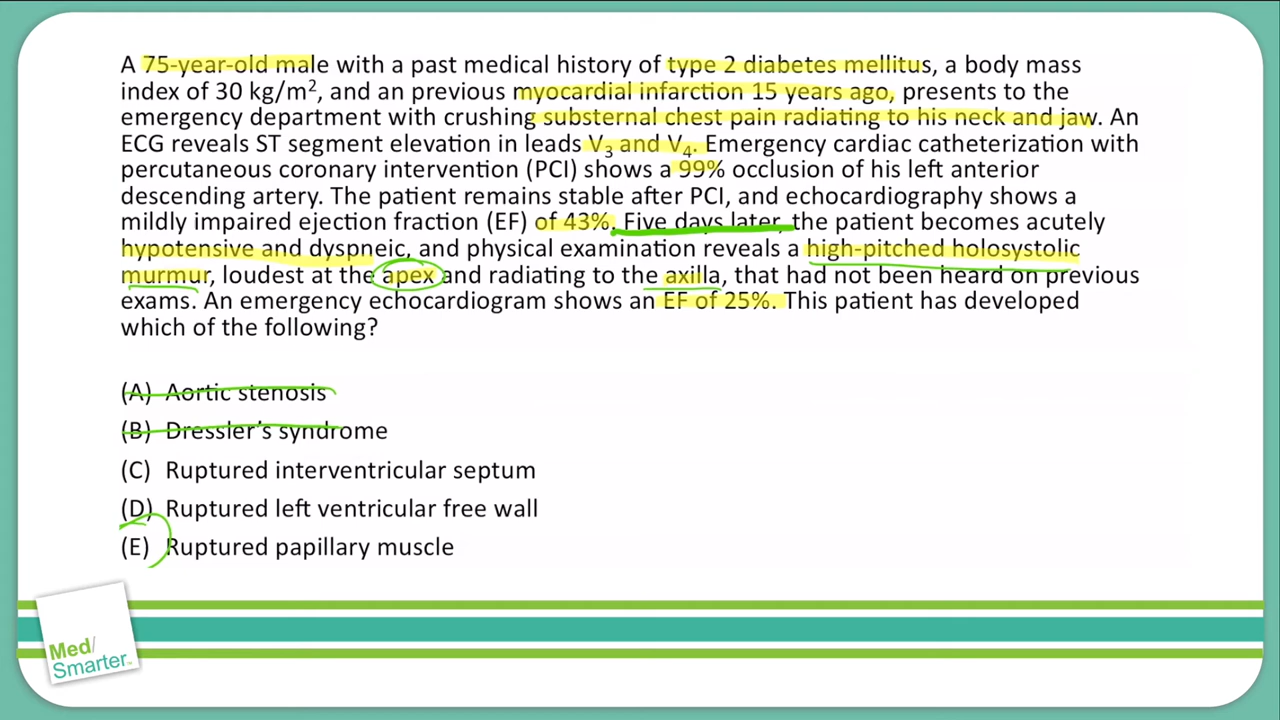 A 75-year-old male with a past medical history of type 2 diabetes mellitus, a body mass
index of 30 kg/m², and an previous myocardial infarction 15 years ago, presents to the
emergency department with crushing substernal chest pain radiating to his neck and jaw. An
ECG reveals ST segment elevation in leads V₃ and V₄. Emergency cardiac catheterization with
percutaneous coronary intervention (PCI) shows a 99% occlusion of his left anterior
descending artery. The patient remains stable after PCI, and echocardiography shows a
mildly impaired ejection fraction (EF) of 43%. Five days later, the patient becomes acutely
hypotensive and dyspneic, and physical examination reveals a high-pitched holosystolic
murmur, loudest at the apex and radiating to the axilla, that had not been heard on previous
exams. An emergency echocardiogram shows an EF of 25%. This patient has developed
which of the following?
(A) Aortic stenosis
(B) Dressler's syndrome
(C) Ruptured interventricular septum
(D) Ruptured left ventricular free wall
(E) Ruptured papillary muscle
Med/
Smarter™